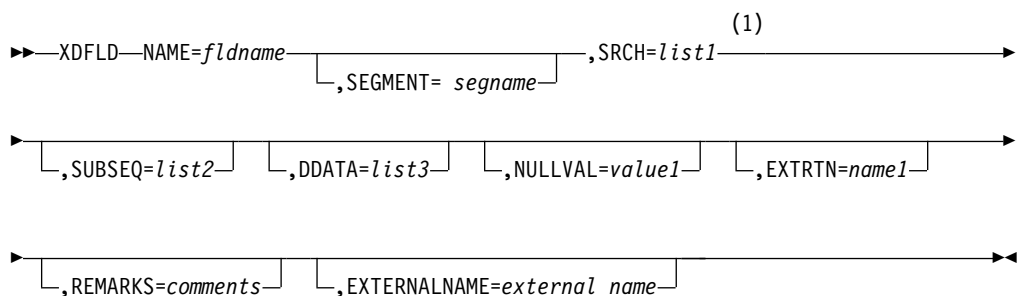 (1)
XDFLD NAME=fldname ,SRCH=list1
,SEGMENT= segname
,SUBSEQ=list2 ,DDATA=list3 ,NULLVAL=value1 ,EXTRTN=name1
,REMARKS=comments ,EXTERNALNAME=external name